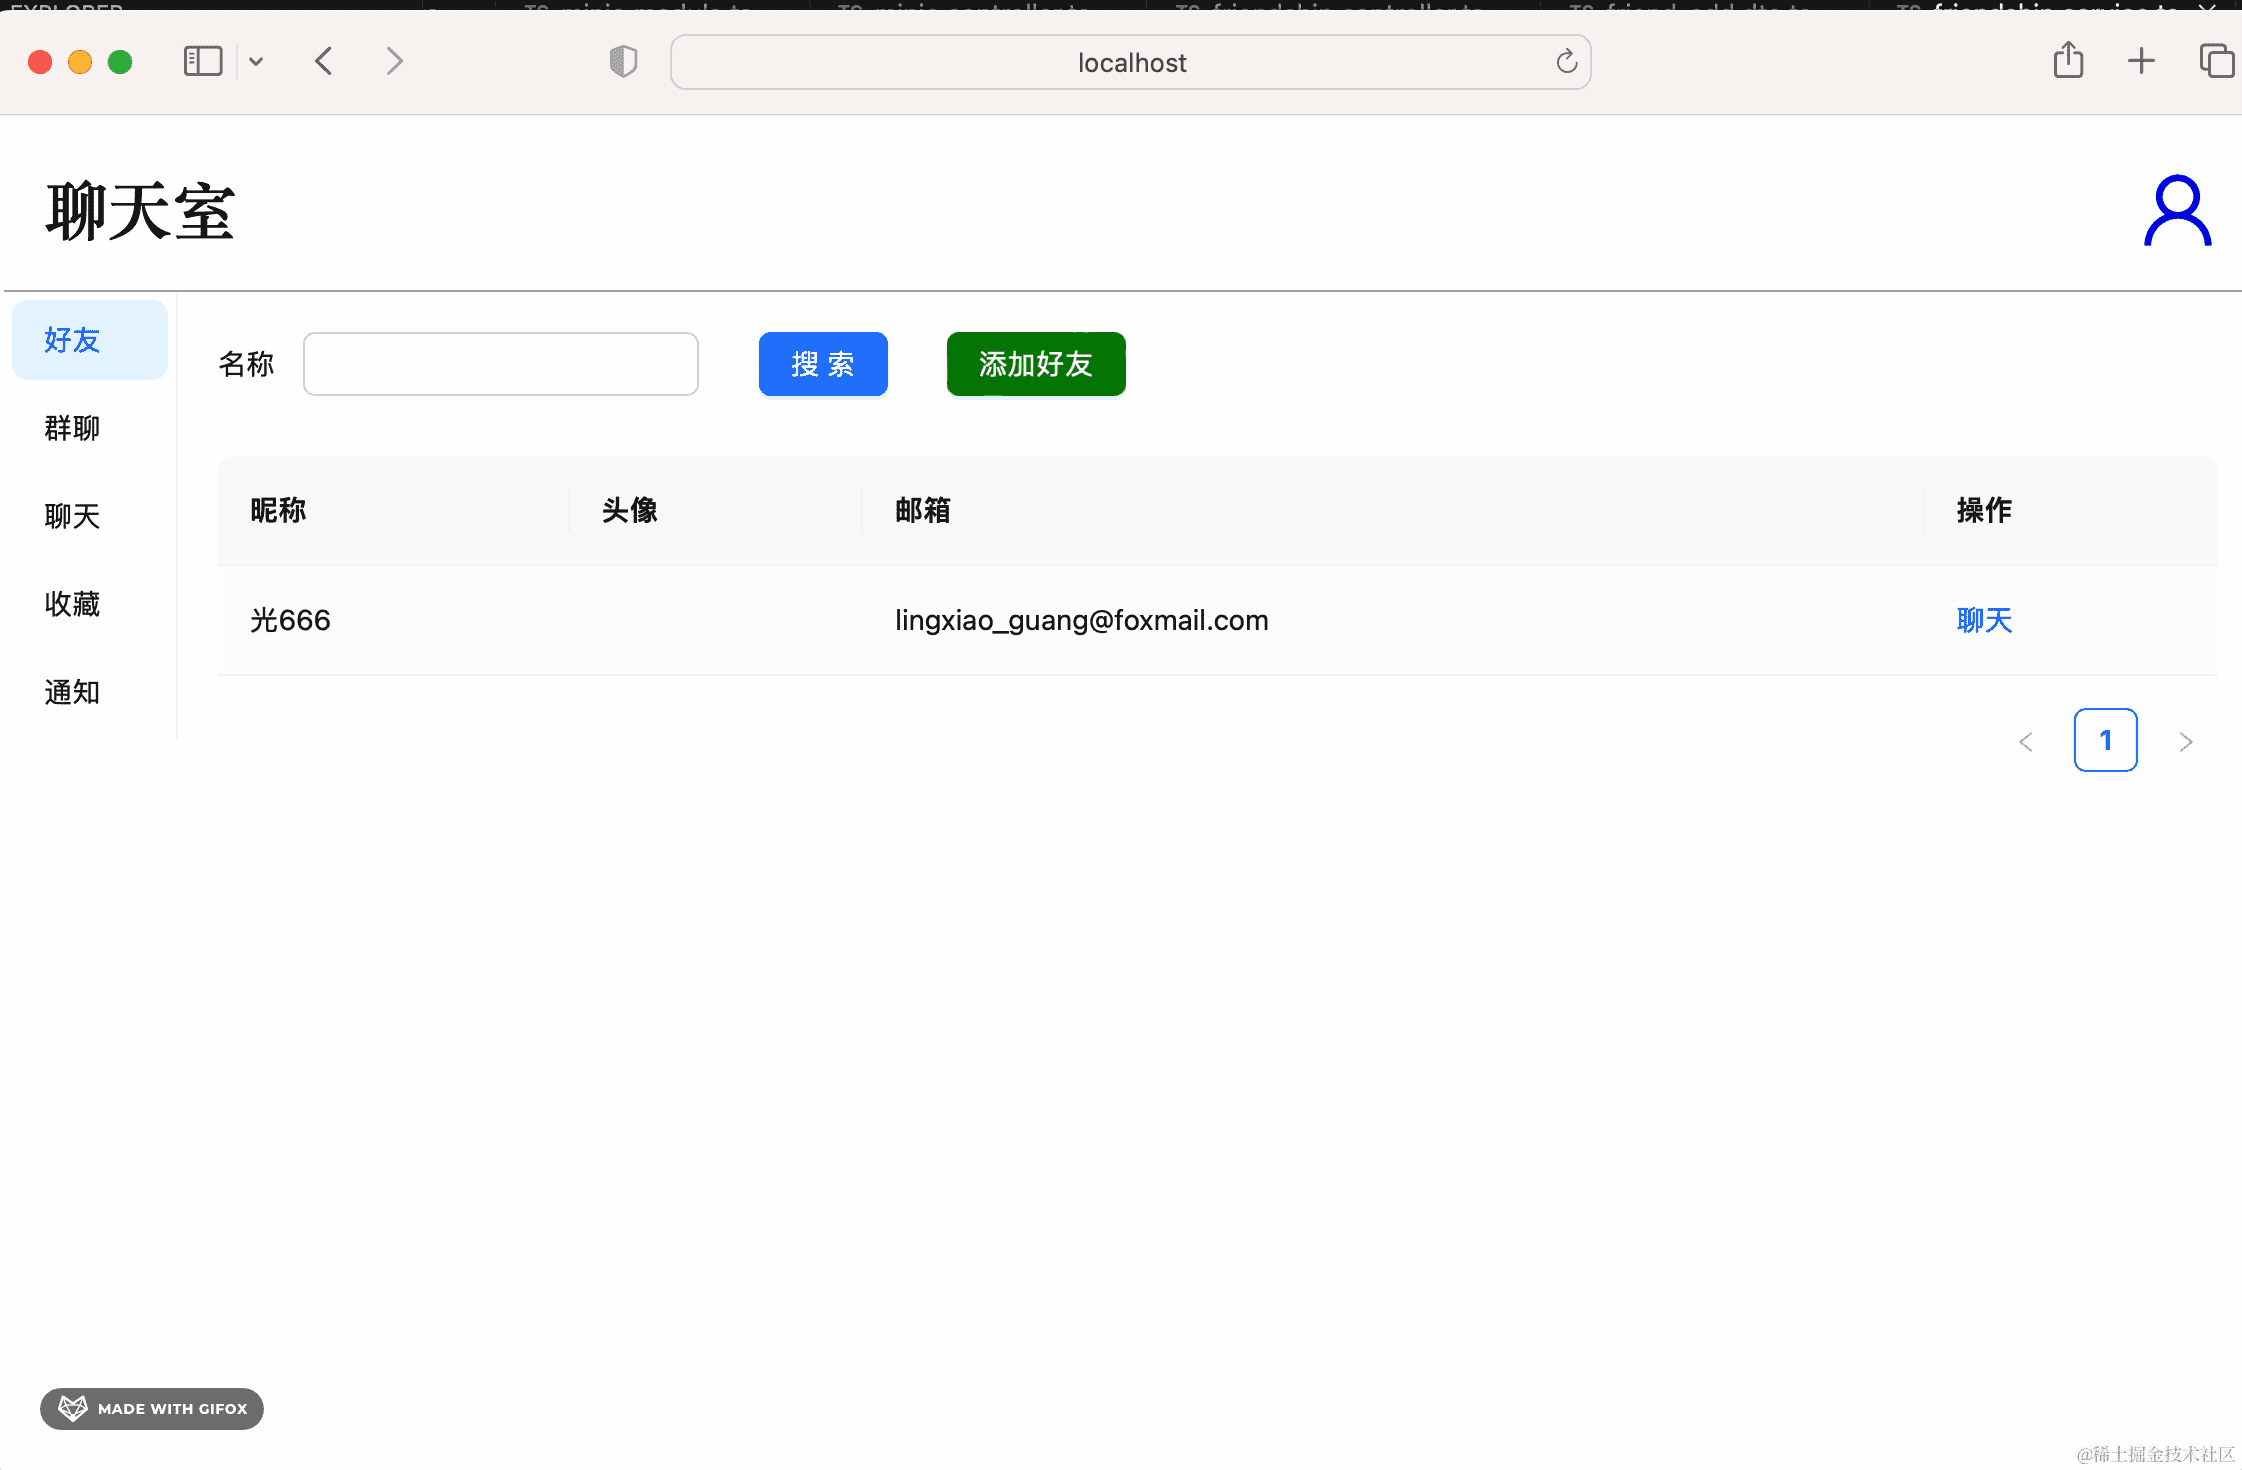 localhost
聊天室
好友
群聊
聊天
收藏
通知
名称
搜 索
添加好友
昵称 头像 邮箱 操作
光666 lingxiao_guang@foxmail.com 聊天
1
MADE WITH GIFOX
@稀土掘金技术社区